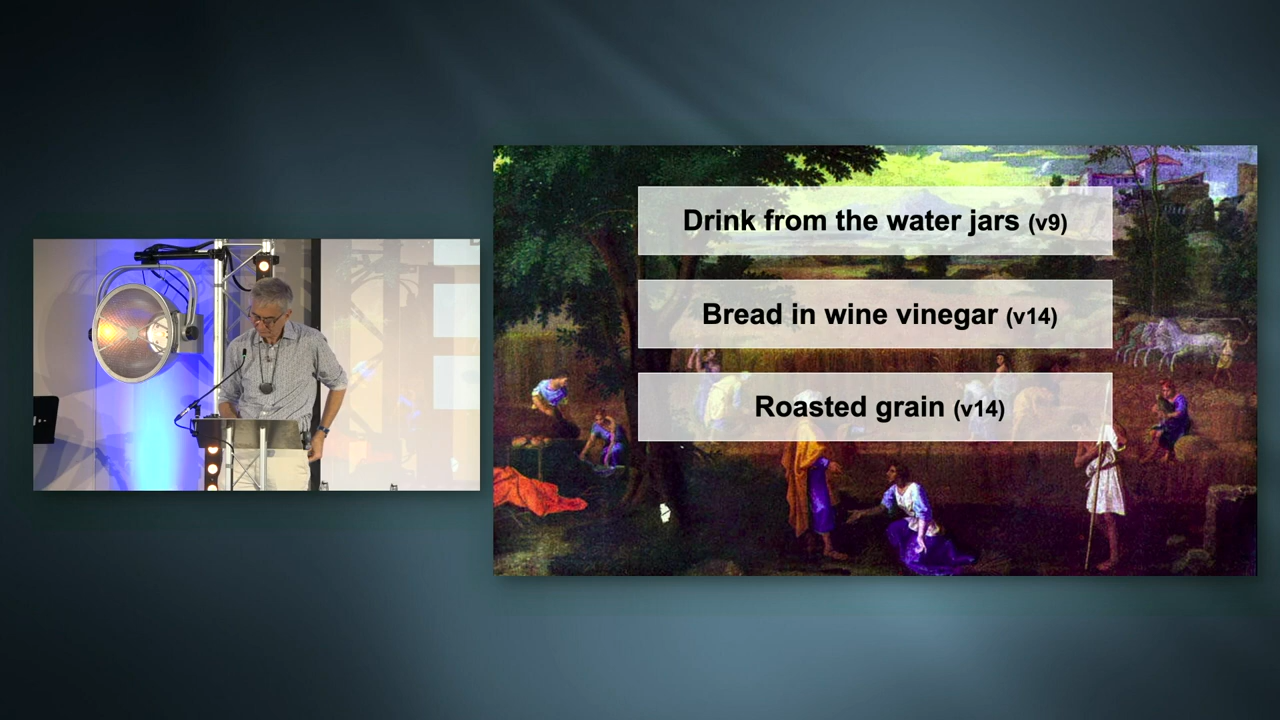 Drink from the water jars (v9)
Bread in wine vinegar (v14)
Roasted grain (v14)